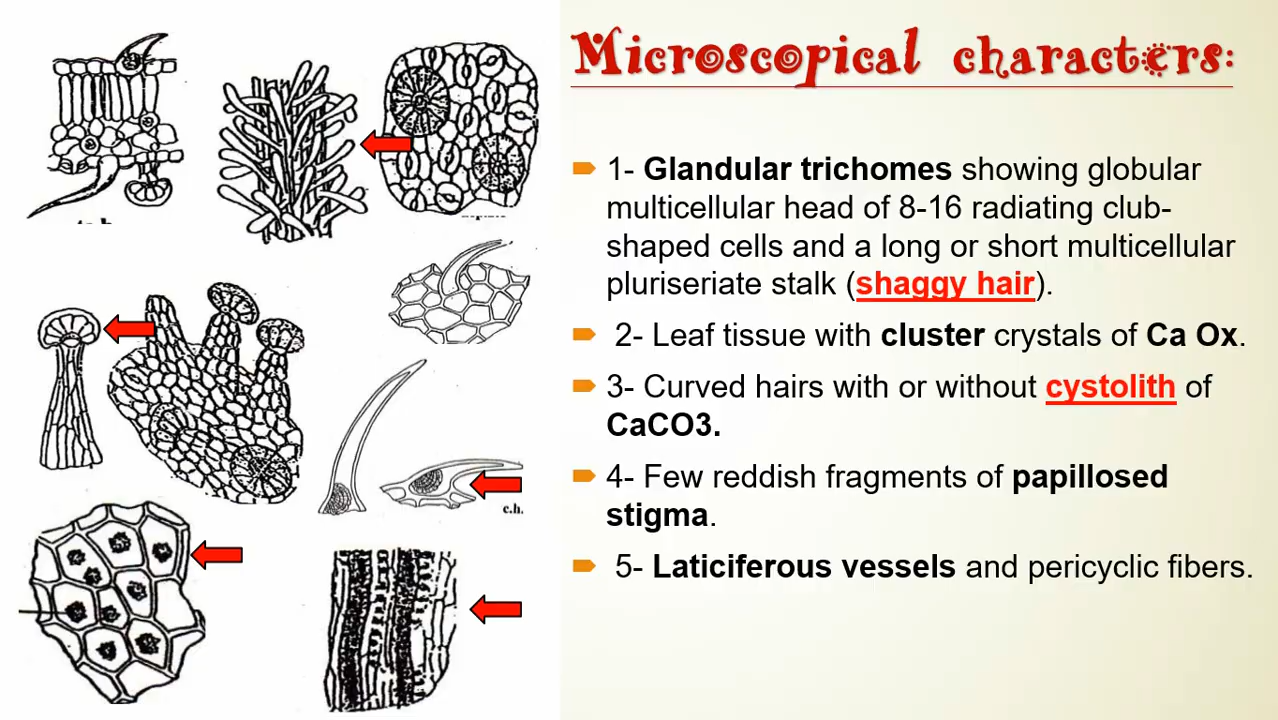 Microscopical characters:
1- Glandular trichomes showing globular
multicellular head of 8-16 radiating club-
shaped cells and a long or short multicellular
pluriseriate stalk (shaggy hair).
2- Leaf tissue with cluster crystals of Ca Ox.
3- Curved hairs with or without cystolith of
CaCO3.
4- Few reddish fragments of papillosed
stigma.
5- Laticiferous vessels and pericyclic fibers.
c.h.